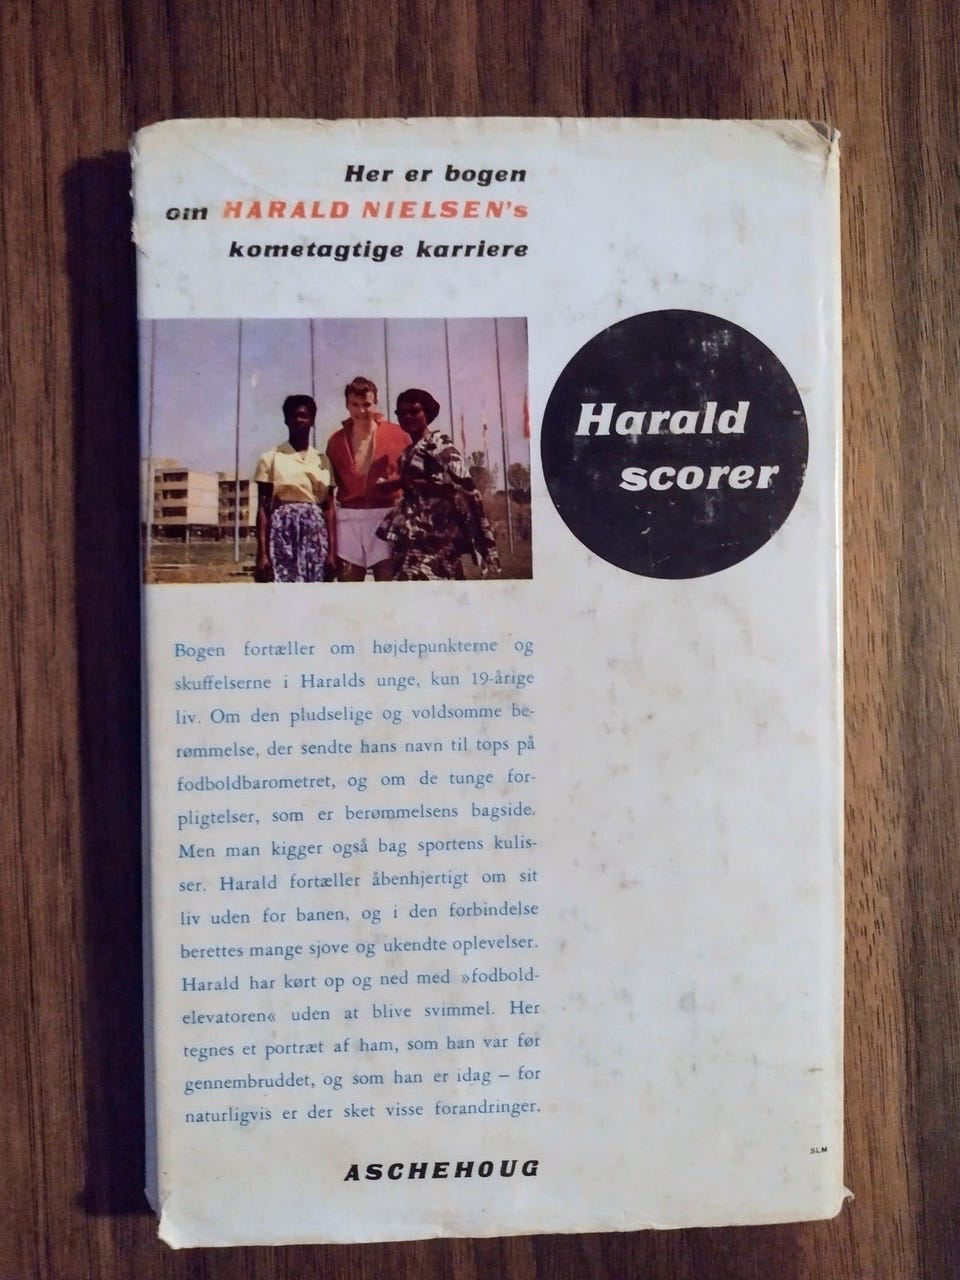 Her er bogen
om HARALD NIELSEN's
kometagtige karriere
Harald
scorer
Bogen fortæller om højdepunkterne og
skuffelserne i Haralds unge, kun 19-årige
liv. Om den pludselige og voldsomme be-
rømmelse, der sendte hans navn til tops på
fodboldbarometret, og om de tunge for-
pligtelser, som er berømmelsens bagside.
Men man kigger også bag sportens kulis-
ser. Harald fortæller åbenhjertigt om sit
liv uden for banen, og i den forbindelse
berettes mange sjove og ukendte oplevelser.
Harald har kørt op og ned med »fodbold-
elevatoren« uden at blive svimmel. Her
tegnes et portræt af ham, som han var før
gennembruddet, og som han er idag – for
naturligvis er der sket visse forandringer.
ASCHEHOUG
SLM